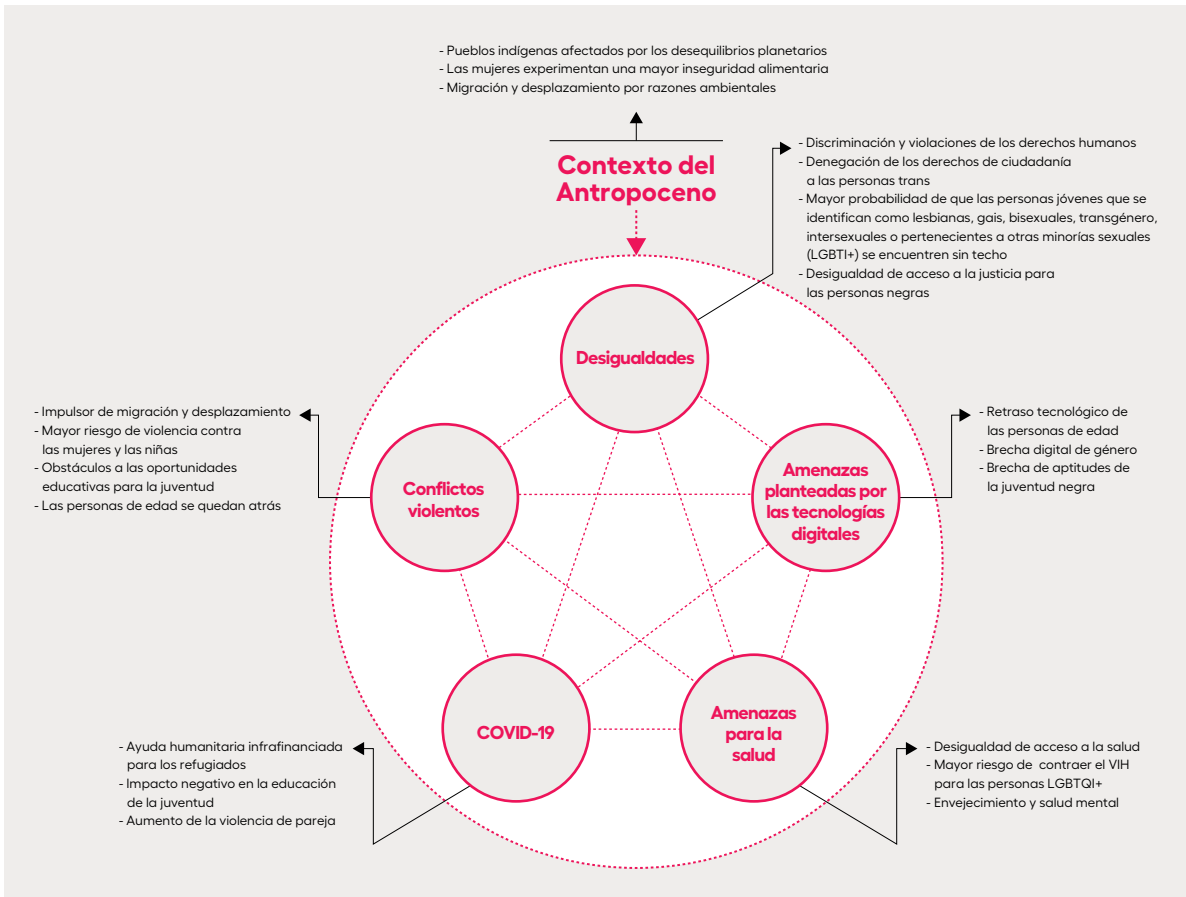 - Pueblos indígenas afectados por los desequilibrios planetarios
- Las mujeres experimentan una mayor inseguridad alimentaria
- Migración y desplazamiento por razones ambientales
Contexto del
Antropoceno
- Discriminación y violaciones de los derechos humanos
- Denegación de los derechos de ciudadanía
a las personas trans
- Mayor probabilidad de que las personas jóvenes que se
identifican como lesbianas, gais, bisexuales, transgénero,
intersexuales o pertenecientes a otras minorías sexuales
(LGBTI+) se encuentren sin techo
- Desigualdad de acceso a la justicia para
las personas negras
Desigualdades
- Impulsor de migración y desplazamiento
- Mayor riesgo de violencia contra
las mujeres y las niñas
- Obstáculos a las oportunidades
educativas para la juventud
- Las personas de edad se quedan atrás
Conflictos
violentos
Amenazas
planteadas por
las tecnologías
digitales
- Retraso tecnológico de
las personas de edad
- Brecha digital de género
- Brecha de aptitudes de
la juventud negra
COVID-19
Amenazas
para la
salud
- Ayuda humanitaria infrafinanciada
para los refugiados
- Impacto negativo en la educación
de la juventud
- Aumento de la violencia de pareja
- Desigualdad de acceso a la salud
- Mayor riesgo de contraer el VIH
para las personas LGBTQI+
- Envejecimiento y salud mental